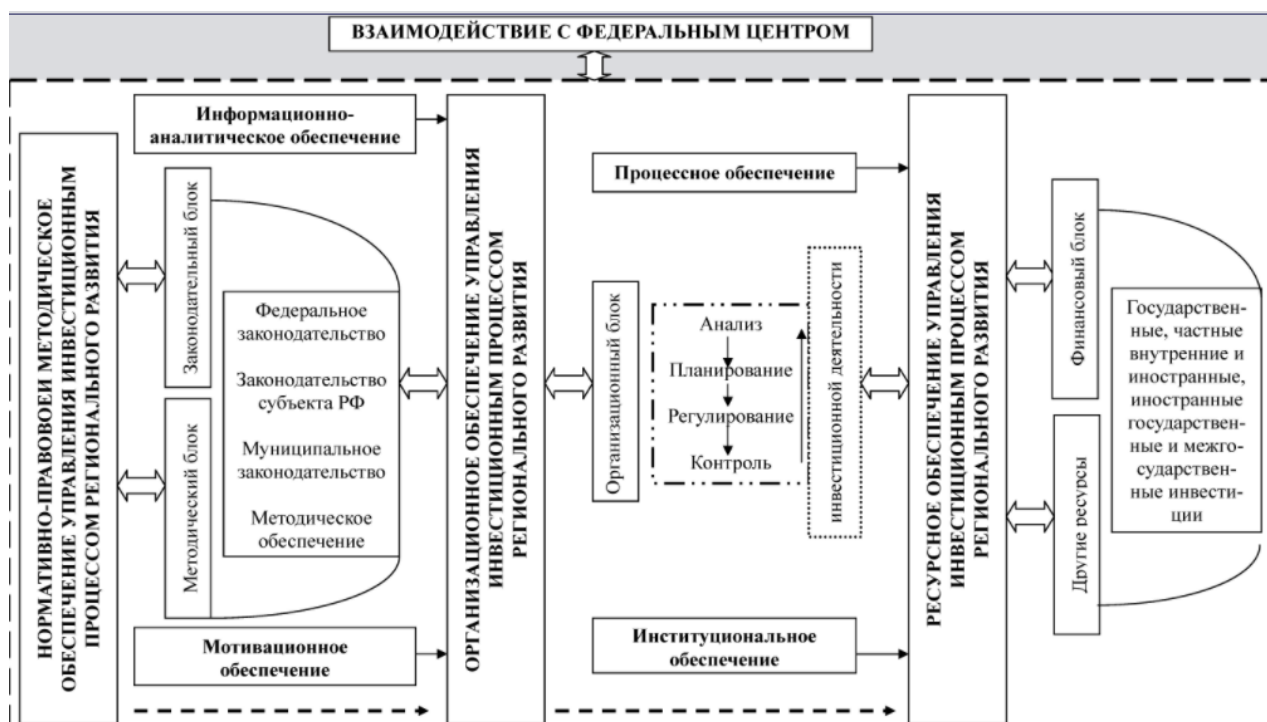 ВЗАИМОДЕЙСТВИЕ С ФЕДЕРАЛЬНЫМ ЦЕНТРОМ
НОРМАТИВНО-ПРАВОВОЕИ МЕТОДИЧЕСКОЕ
ОБЕСПЕЧЕНИЕ УПРАВЛЕНИЯ ИНВЕСТИЦИОННЫМ
ПРОЦЕССОМ РЕГИОНАЛЬНОГО РАЗВИТИЯ
Информационно-
аналитическое обеспечение
Законодательный блок
Методический блок
Федеральное
законодательство
Законодательство
субъекта РФ
Муниципальное
законодательство
Методическое
обеспечение
Мотивационное
обеспечение
ОРГАНИЗАЦИОННОЕ ОБЕСПЕЧЕНИЕ УПРАВЛЕНИЯ
ИНВЕСТИЦИОННЫМ ПРОЦЕССОМ
РЕГИОНАЛЬНОГО РАЗВИТИЯ
Процессное обеспечение
Организационный блок
Анализ
Планирование
Регулирование
Контроль
инвестиционной деятельности
Институциональное
обеспечение
РЕСУРСНОЕ ОБЕСПЕЧЕНИЕ УПРАВЛЕНИЯ
ИНВЕСТИЦИОННЫМ ПРОЦЕССОМ
РЕГИОНАЛЬНОГО РАЗВИТИЯ
Финансовый блок
Другие ресурсы
Государствен-
ные, частные
внутренние и
иностранные,
иностранные
государствен-
ные и межго-
сударствен-
ные инвести-
ции